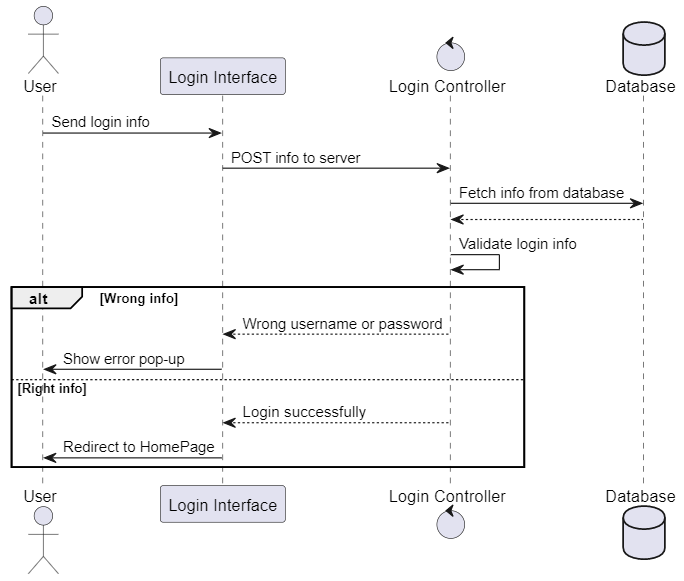 User
Login Interface
Login Controller
Database
Send login info
POST info to server
Fetch info from database
Validate login info
alt
[Wrong info]
Wrong username or password
Show error pop-up
[Right info]
Login successfully
Redirect to HomePage
User
Login Interface
Login Controller
Database